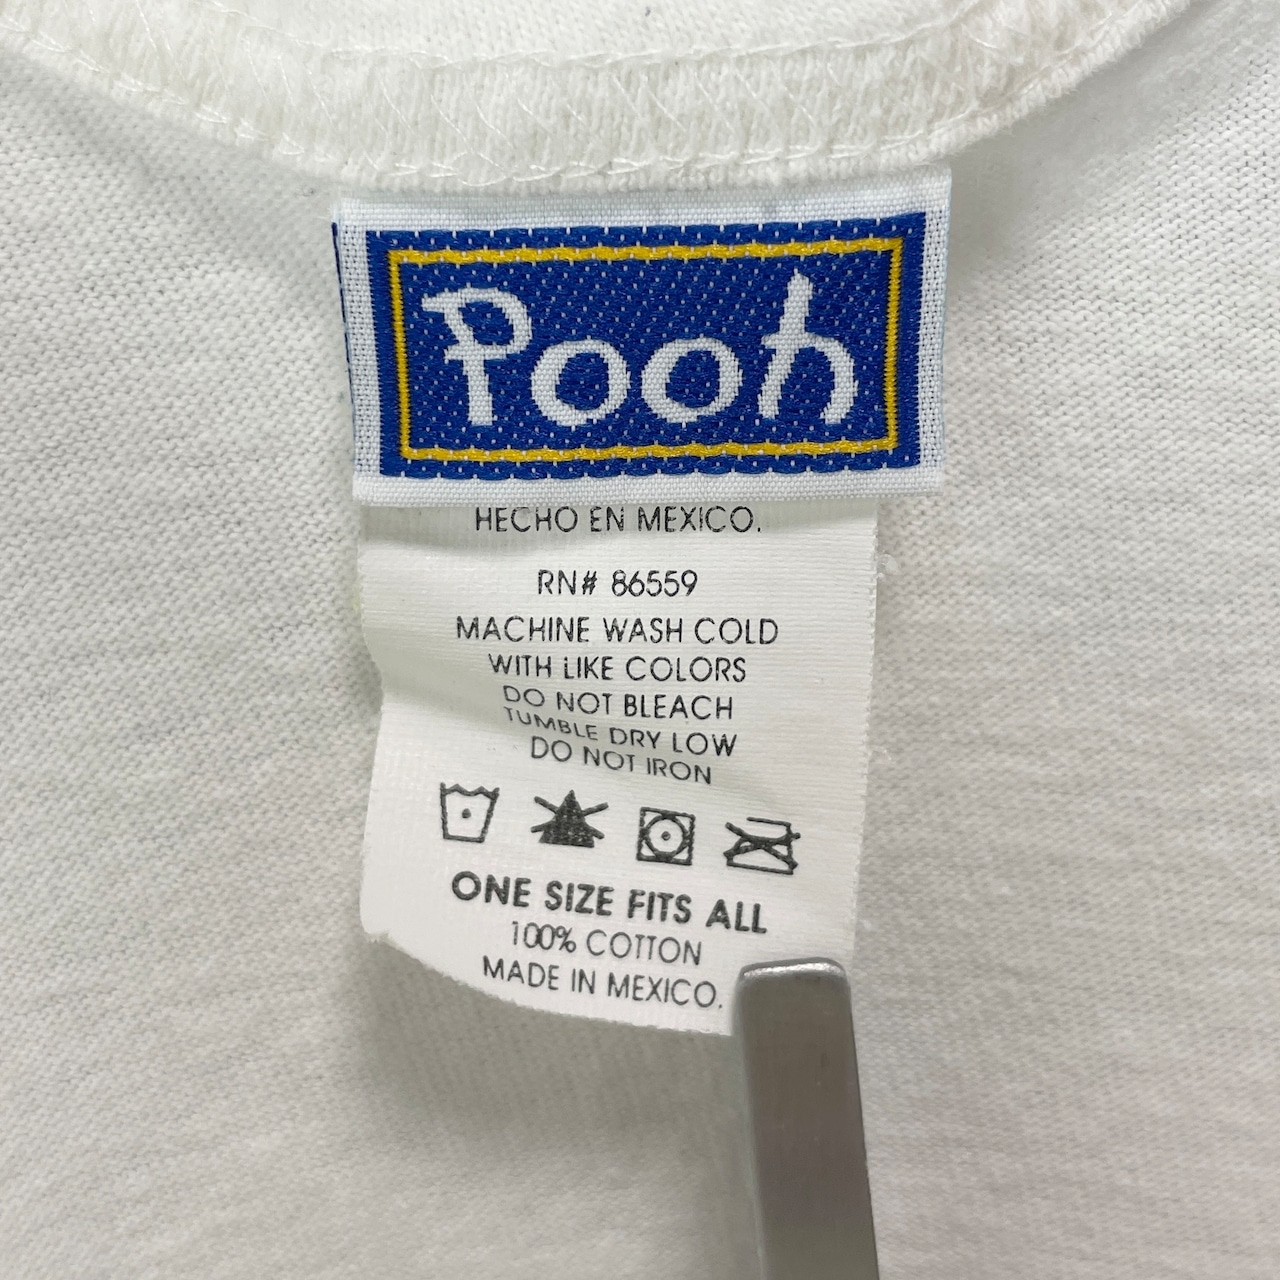 Pooh
HECHO EN MEXICO.
RN# 86559
MACHINE WASH COLD
WITH LIKE COLORS
DO NOT BLEACH
TUMBLE DRY LOW
DO NOT IRON
ONE SIZE FITS ALL
100% COTTON
MADE IN MEXICO.